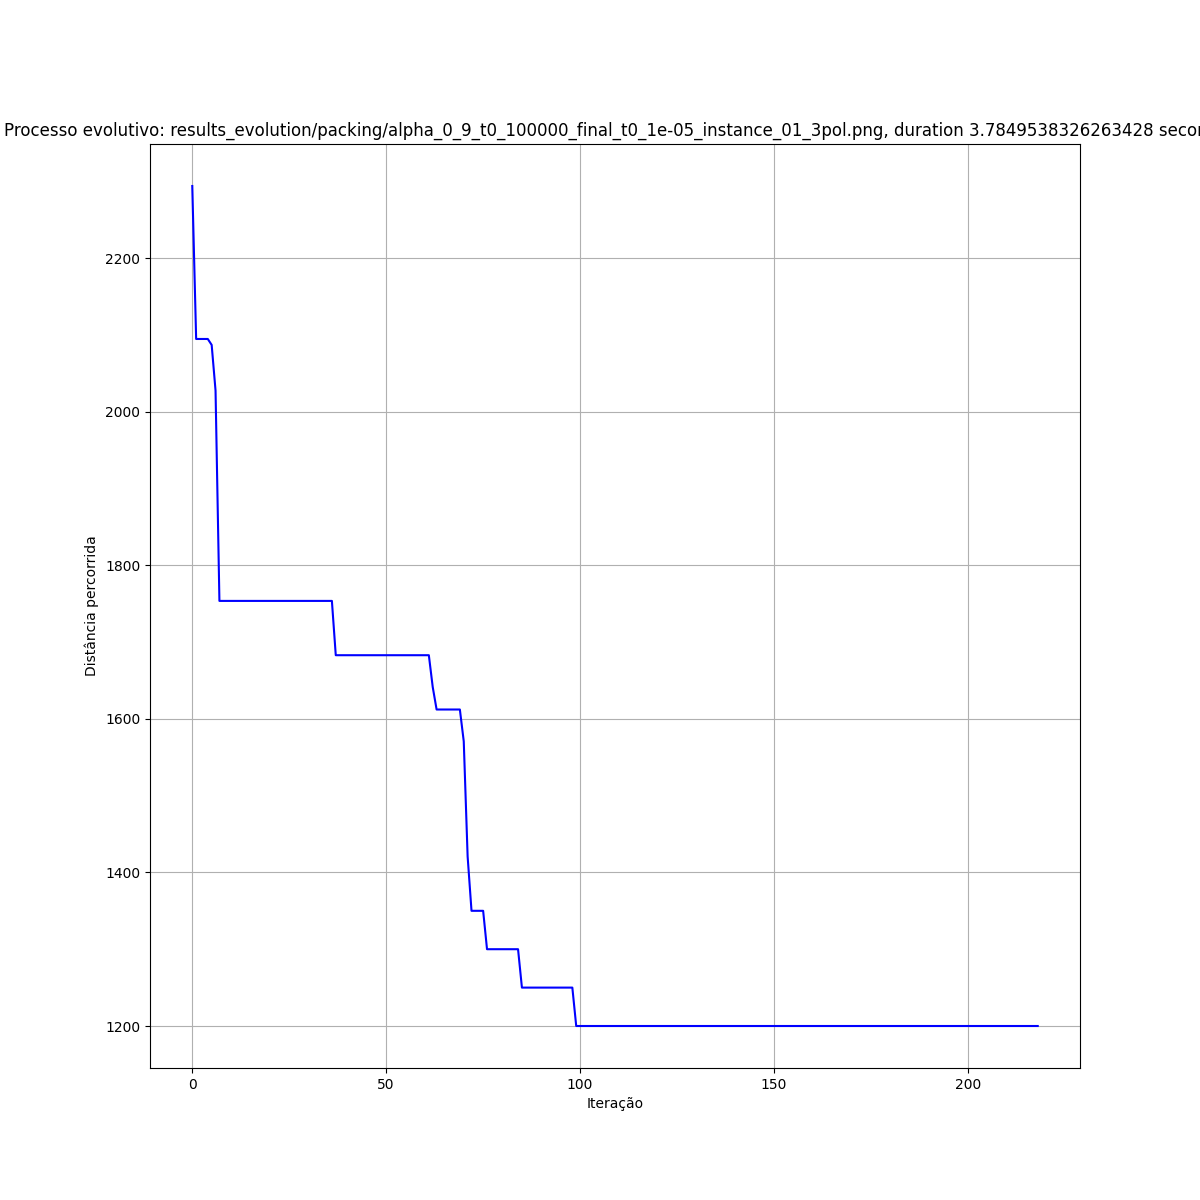 Processo evolutivo: results_evolution/packing/alpha_0_9_t0_100000_final_t0_1e-05_instance_01_3pol.png, duration 3.7849538326263428
2200
2000
1800
1600
1400
1200
Distância percorrida
0 50 100 150 200
Iteração